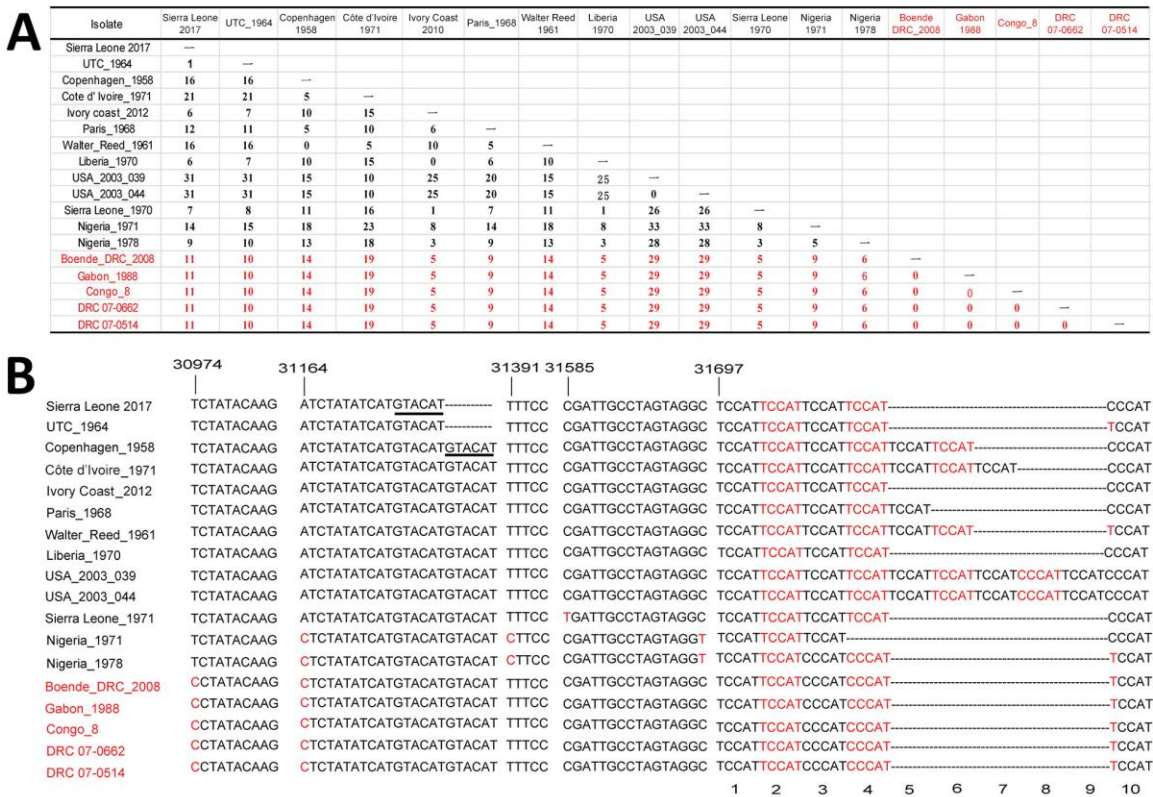 A
Isolate Sierra Leone 2017 UTC_1964 Copenhagen 1958 Côte d'Ivoire 1971 Ivory Coast 2010 Paris_1968 Walter Reed 1961 Liberia 1970 USA 2003_039 USA 2003_044 Sierra Leone 1970 Nigeria 1971 Nigeria 1978 Boende DRC_2008 Gabon 1988 Congo_8 DRC 07-0662 DRC 07-0514
Sierra Leone 2017 —
UTC_1964 1 —
Copenhagen_1958 16 16 —
Cote d' Ivoire_1971 21 21 5 —
Ivory coast_2012 6 7 10 15 —
Paris_1968 12 11 5 10 6 —
Walter_Reed_1961 16 16 0 5 10 5 —
Liberia_1970 6 7 10 15 0 6 10 —
USA_2003_039 31 31 15 10 25 20 15 25 —
USA_2003_044 31 31 15 10 25 20 15 25 0 —
Sierra Leone_1970 7 8 11 16 1 7 11 1 26 26 —
Nigeria_1971 14 15 18 23 8 14 18 8 33 33 8 —
Nigeria_1978 9 10 13 18 3 9 13 3 28 28 3 5 —
Boende_DRC_2008 11 10 14 19 5 9 14 5 29 29 5 9 6 —
Gabon_1988 11 10 14 19 5 9 14 5 29 29 5 9 6 0 —
Congo_8 11 10 14 19 5 9 14 5 29 29 5 9 6 0 0 —
DRC 07-0662 11 10 14 19 5 9 14 5 29 29 5 9 6 0 0 0 —
DRC 07-0514 11 10 14 19 5 9 14 5 29 29 5 9 6 0 0 0 0 —
B
30974 31164 31391 31585 31697
Sierra Leone 2017 TCTATACAAG ATCTATATCATGTACAT------------ TTTCC CGATTGCCTAGTAGGC TCCATTCCATTCCATTCCAT-------------------------CCCAT
UTC_1964 TCTATACAAG ATCTATATCATGTACAT------------ TTTCC CGATTGCCTAGTAGGC TCCATTCCATTCCATTCCAT-------------------------TCCAT
Copenhagen_1958 TCTATACAAG ATCTATATCATGTACATGTACAT TTTCC CGATTGCCTAGTAGGC TCCATTCCATTCCATTCCATTCCATTCCAT---------------CCCAT
Côte d'Ivoire_1971 TCTATACAAG ATCTATATCATGTACATGTACAT TTTCC CGATTGCCTAGTAGGC TCCATTCCATTCCATTCCATTCCATTCCATTCCAT----------CCCAT
Ivory Coast_2012 TCTATACAAG ATCTATATCATGTACATGTACAT TTTCC CGATTGCCTAGTAGGC TCCATTCCATTCCATTCCAT-------------------------CCCAT
Paris_1968 TCTATACAAG ATCTATATCATGTACATGTACAT TTTCC CGATTGCCTAGTAGGC TCCATTCCATTCCATTCCATTCCAT--------------------CCCAT
Walter_Reed_1961 TCTATACAAG ATCTATATCATGTACATGTACAT TTTCC CGATTGCCTAGTAGGC TCCATTCCATTCCATTCCATTCCATTCCAT---------------TCCAT
Liberia_1970 TCTATACAAG ATCTATATCATGTACATGTACAT TTTCC CGATTGCCTAGTAGGC TCCATTCCATTCCATTCCAT-------------------------CCCAT
USA_2003_039 TCTATACAAG ATCTATATCATGTACATGTACAT TTTCC CGATTGCCTAGTAGGC TCCATTCCATTCCATTCCATTCCATTCCATTCCATCCCATTCCATCCCAT
USA_2003_044 TCTATACAAG ATCTATATCATGTACATGTACAT TTTCC CGATTGCCTAGTAGGC TCCATTCCATTCCATTCCATTCCATTCCATTCCATCCCATTCCATCCCAT
Sierra Leone_1971 TCTATACAAG ATCTATATCATGTACATGTACAT TTTCC TGATTGCCTAGTAGGC TCCATTCCATTCCATTCCAT-------------------------CCCAT
Nigeria_1971 TCTATACAAG CTCTATATCATGTACATGTACAT CTTCC CGATTGCCTAGTAGGT TCCATTCCATTCCAT------------------------------CCCAT
Nigeria_1978 TCTATACAAG CTCTATATCATGTACATGTACAT CTTCC CGATTGCCTAGTAGGT TCCATTCCATCCCATCCCAT-------------------------TCCAT
Boende_DRC_2008 CCTATACAAG CTCTATATCATGTACATGTACAT TTTCC CGATTGCCTAGTAGGC TCCATTCCATCCCATCCCAT-------------------------TCCAT
Gabon_1988 CCTATACAAG CTCTATATCATGTACATGTACAT TTTCC CGATTGCCTAGTAGGC TCCATTCCATCCCATCCCAT-------------------------TCCAT
Congo_8 CCTATACAAG CTCTATATCATGTACATGTACAT TTTCC CGATTGCCTAGTAGGC TCCATTCCATCCCATCCCAT-------------------------TCCAT
DRC 07-0662 CCTATACAAG CTCTATATCATGTACATGTACAT TTTCC CGATTGCCTAGTAGGC TCCATTCCATCCCATCCCAT-------------------------TCCAT
DRC 07-0514 CCTATACAAG CTCTATATCATGTACATGTACAT TTTCC CGATTGCCTAGTAGGC TCCATTCCATCCCATCCCAT-------------------------TCCAT
1 2 3 4 5 6 7 8 9 10